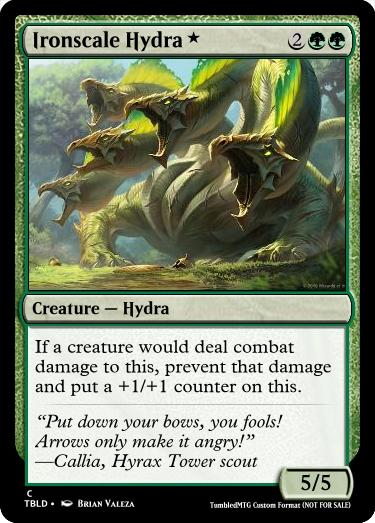 Ironscale Hydra★ 2
Creature — Hydra
If a creature would deal combat
damage to this, prevent that damage
and put a +1/+1 counter on this.
“Put down your bows, you fools!
Arrows only make it angry!”
—Callia, Hyrax Tower scout
5/5
C
TBLD • Brian Valeza
TumbledMTG Custom Format (NOT FOR SALE)